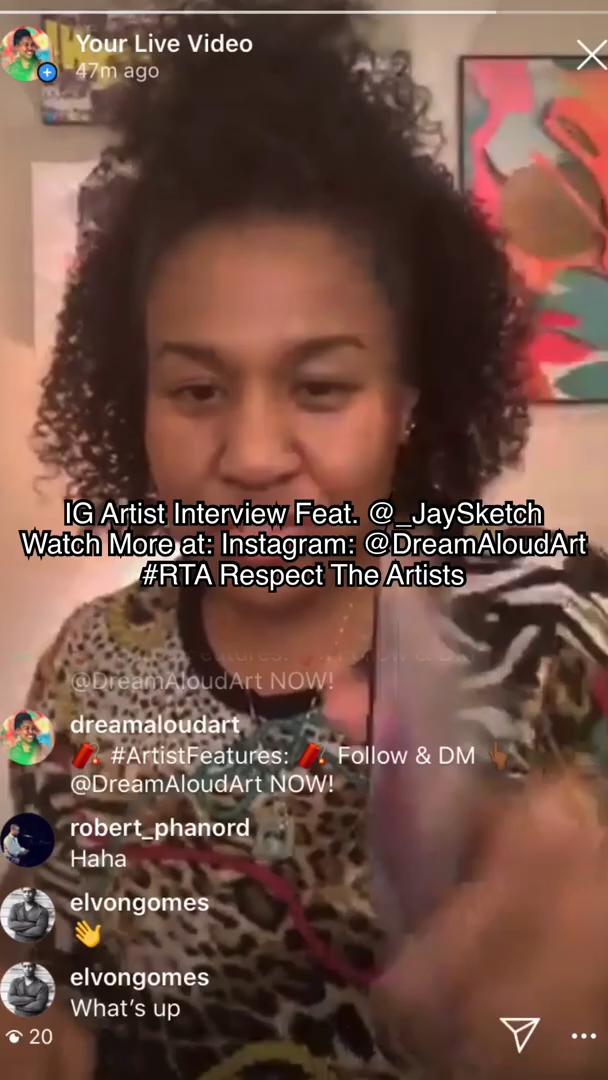 Your Live Video
47m ago
IG Artist Interview Feat. @_JaySketch
Watch More at: Instagram: @DreamAloudArt
#RTA Respect The Artists
@DreamAloudArt NOW!
dreamaloudart
🧨 #ArtistFeatures: 🧨 Follow & DM 👆🏾
@DreamAloudArt NOW!
robert_phanord
Haha
elvongomes
👋
elvongomes
What's up
20